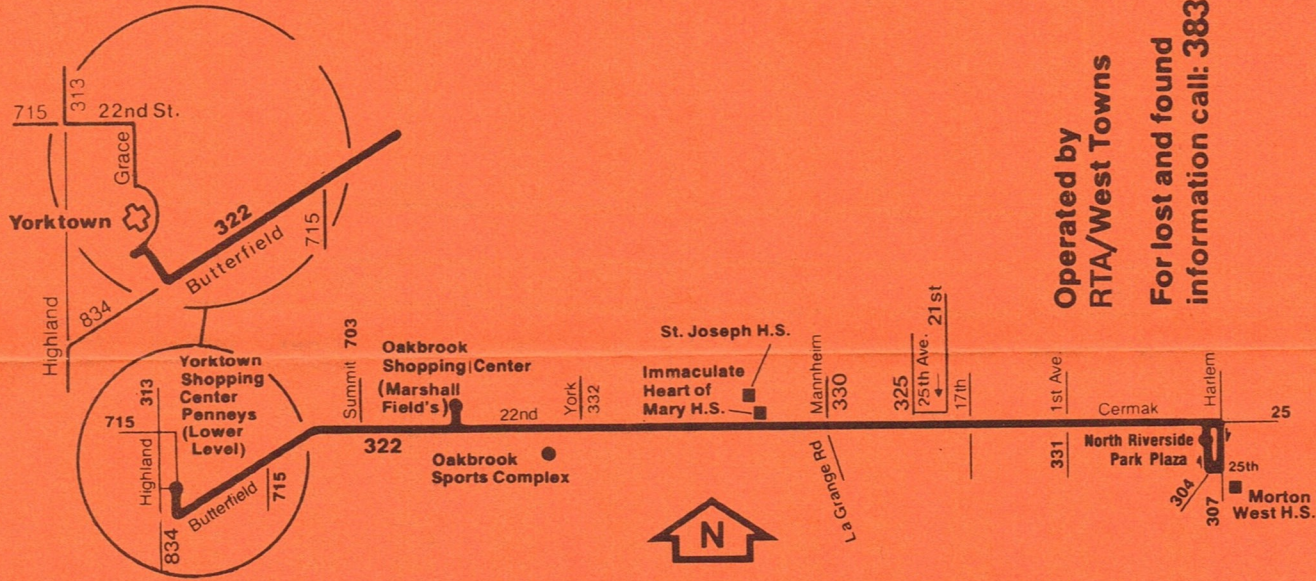 715
313
22nd St.
Grace
Yorktown
322
Butterfield
715
834
Highland
Yorktown
Shopping
Center
Penneys
(Lower
Level)
715
313
Highland
834
Butterfield
715
Summit 703
322
Oakbrook
Shopping Center
(Marshall
Field's)
22nd
York
332
Oakbrook
Sports Complex
St. Joseph H.S.
Immaculate
Heart of
Mary H.S.
Mannheim
330
La Grange Rd
325
25th Ave.
21st
17th
1st Ave.
331
Cermak
Harlem
25
North Riverside
Park Plaza
25th
304
307
Morton
West H.S.
N
Operated by
RTA/West Towns
For lost and found
information call: 383